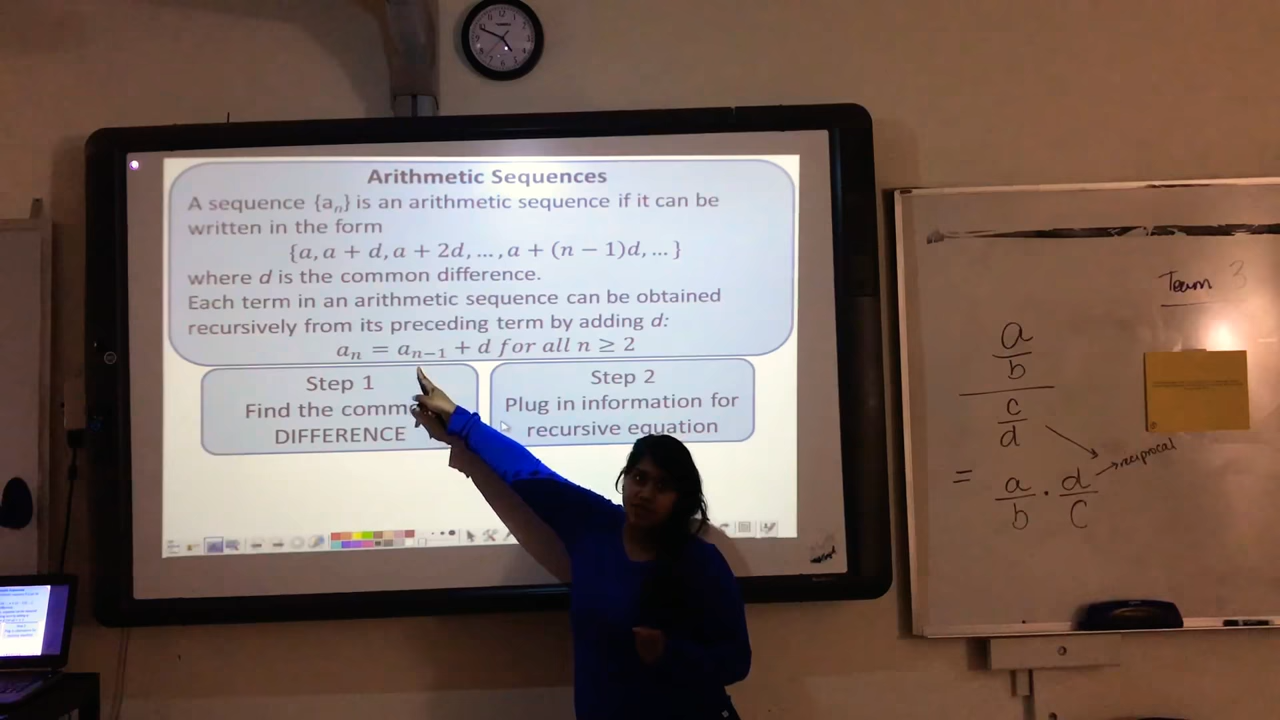 Arithmetic Sequences
A sequence {aₙ} is an arithmetic sequence if it can be
written in the form
{a, a + d, a + 2d, ..., a + (n − 1)d, ... }
where d is the common difference.
Each term in an arithmetic sequence can be obtained
recursively from its preceding term by adding d:
aₙ = aₙ₋₁ + d for all n ≥ 2
Step 1
Find the comm
DIFFERENCE
Step 2
Plug in information for
recursive equation
Team 3
a
b
c
d
= a/b · d/c → reciprocal